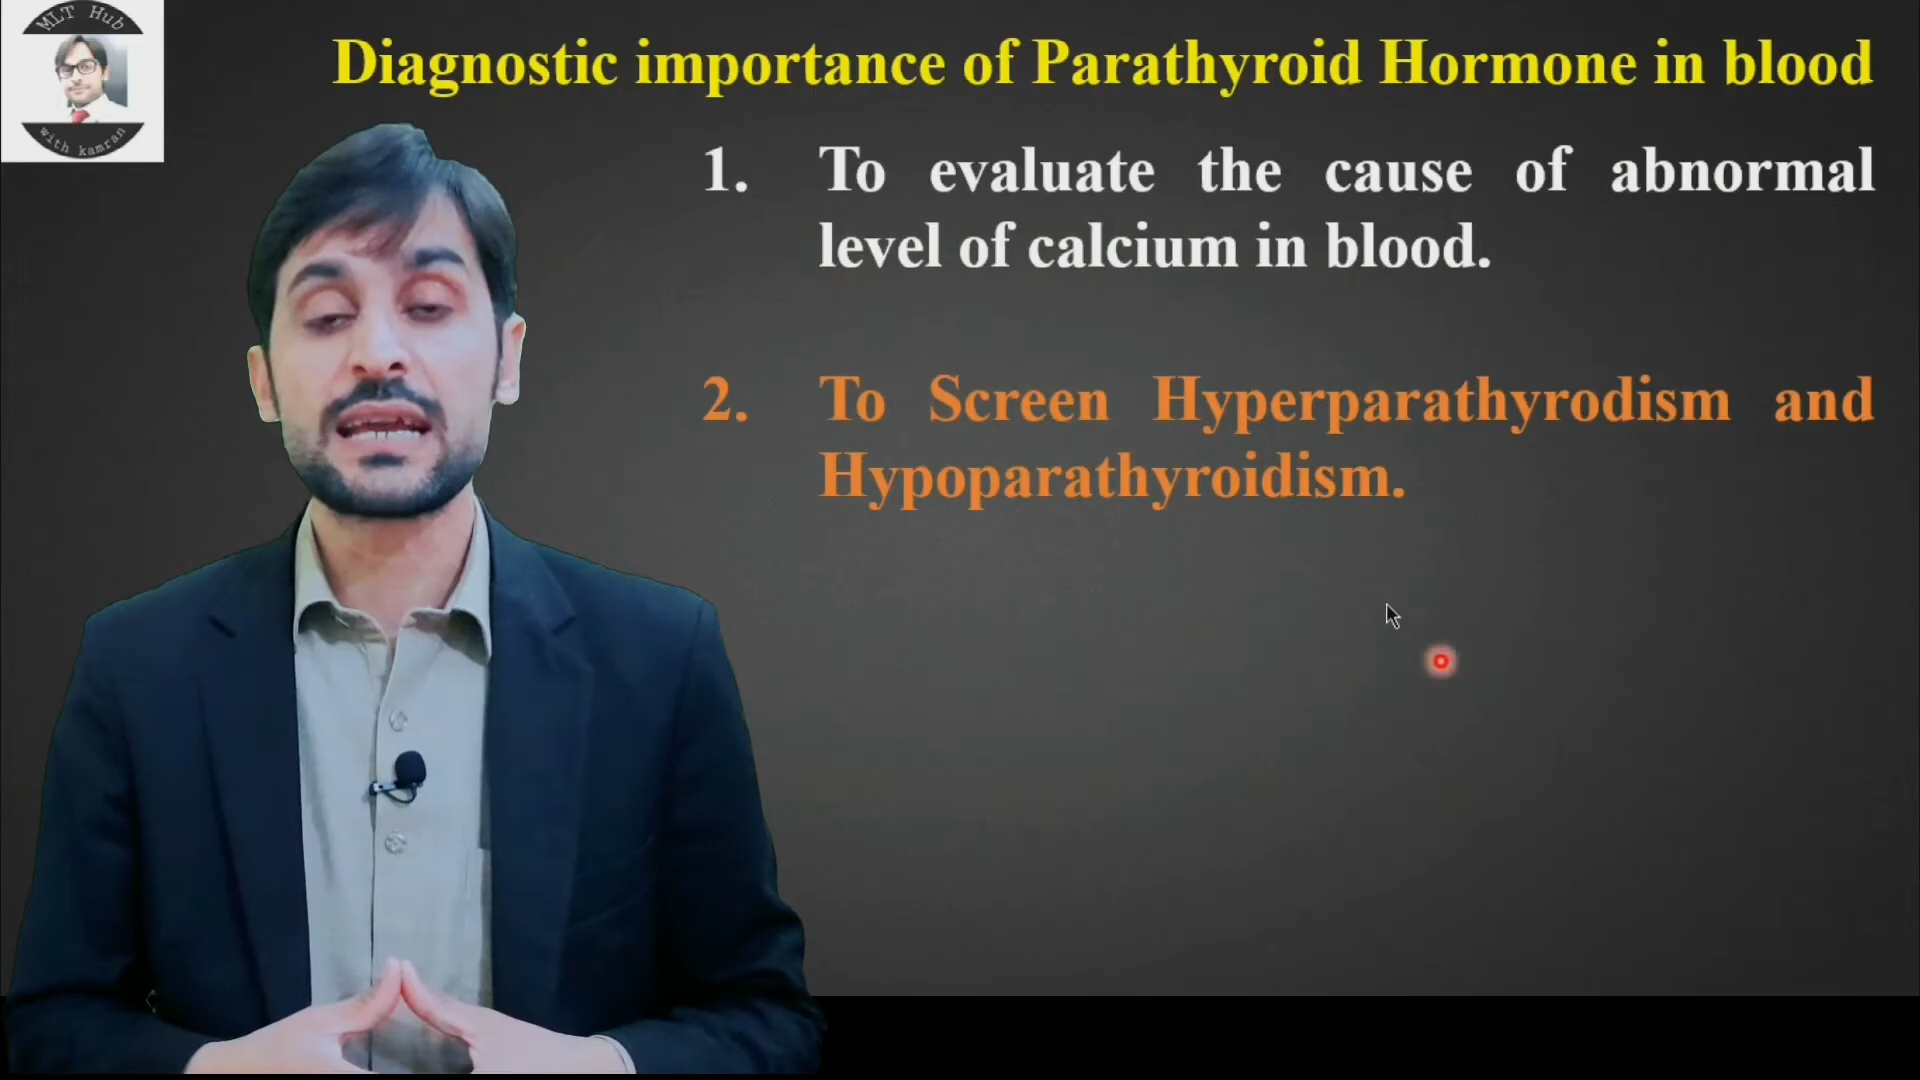 MLT Hub
with kamran
Diagnostic importance of Parathyroid Hormone in blood
1. To evaluate the cause of abnormal
level of calcium in blood.
2. To Screen Hyperparathyrodism and
Hypoparathyroidism.